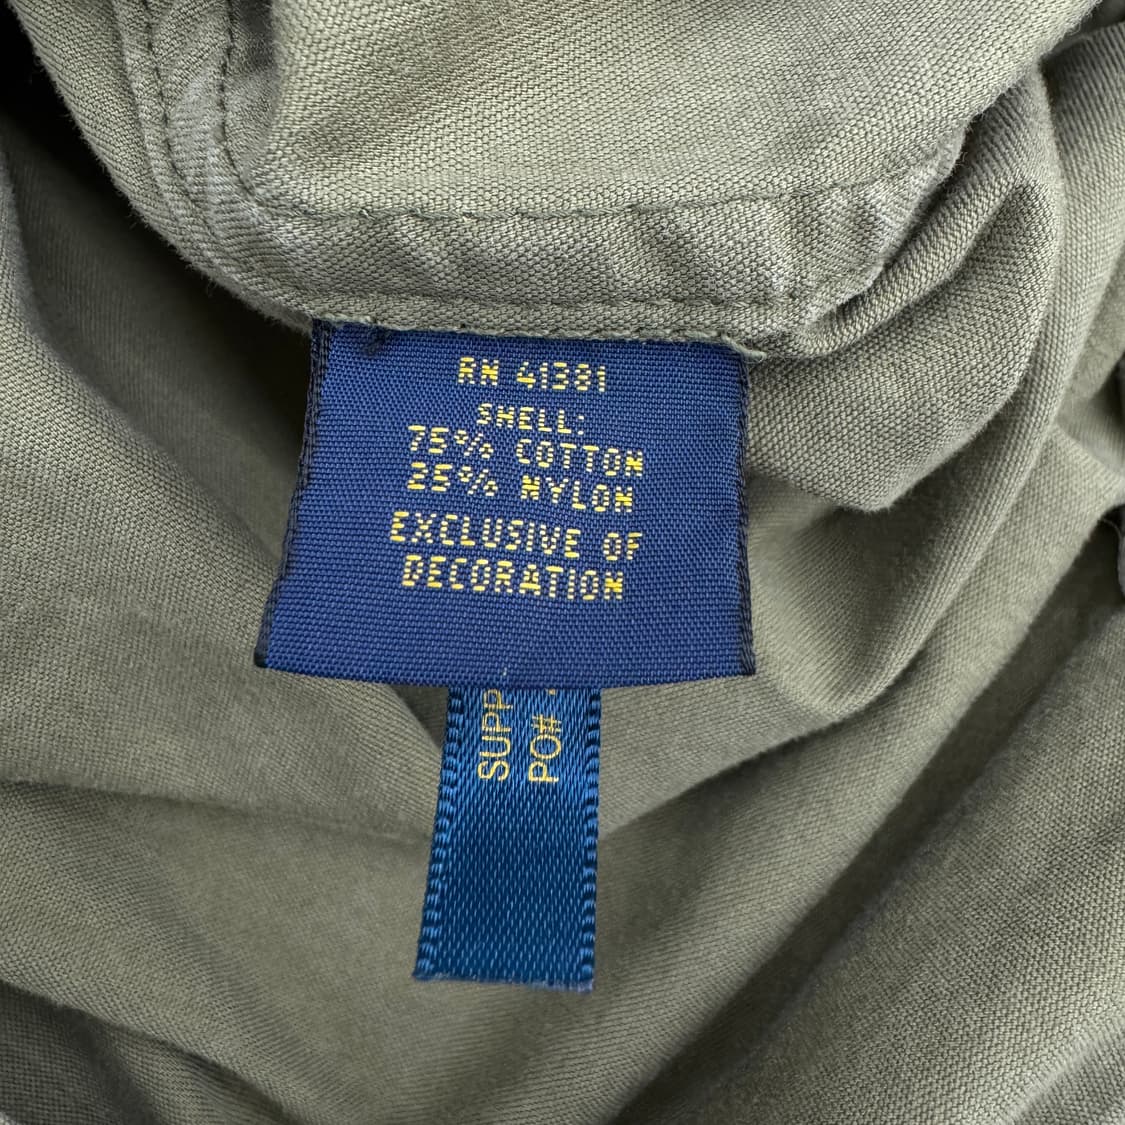 RN 41381
SHELL:
75% COTTON
25% NYLON
EXCLUSIVE OF
DECORATION
SUPP
PO#